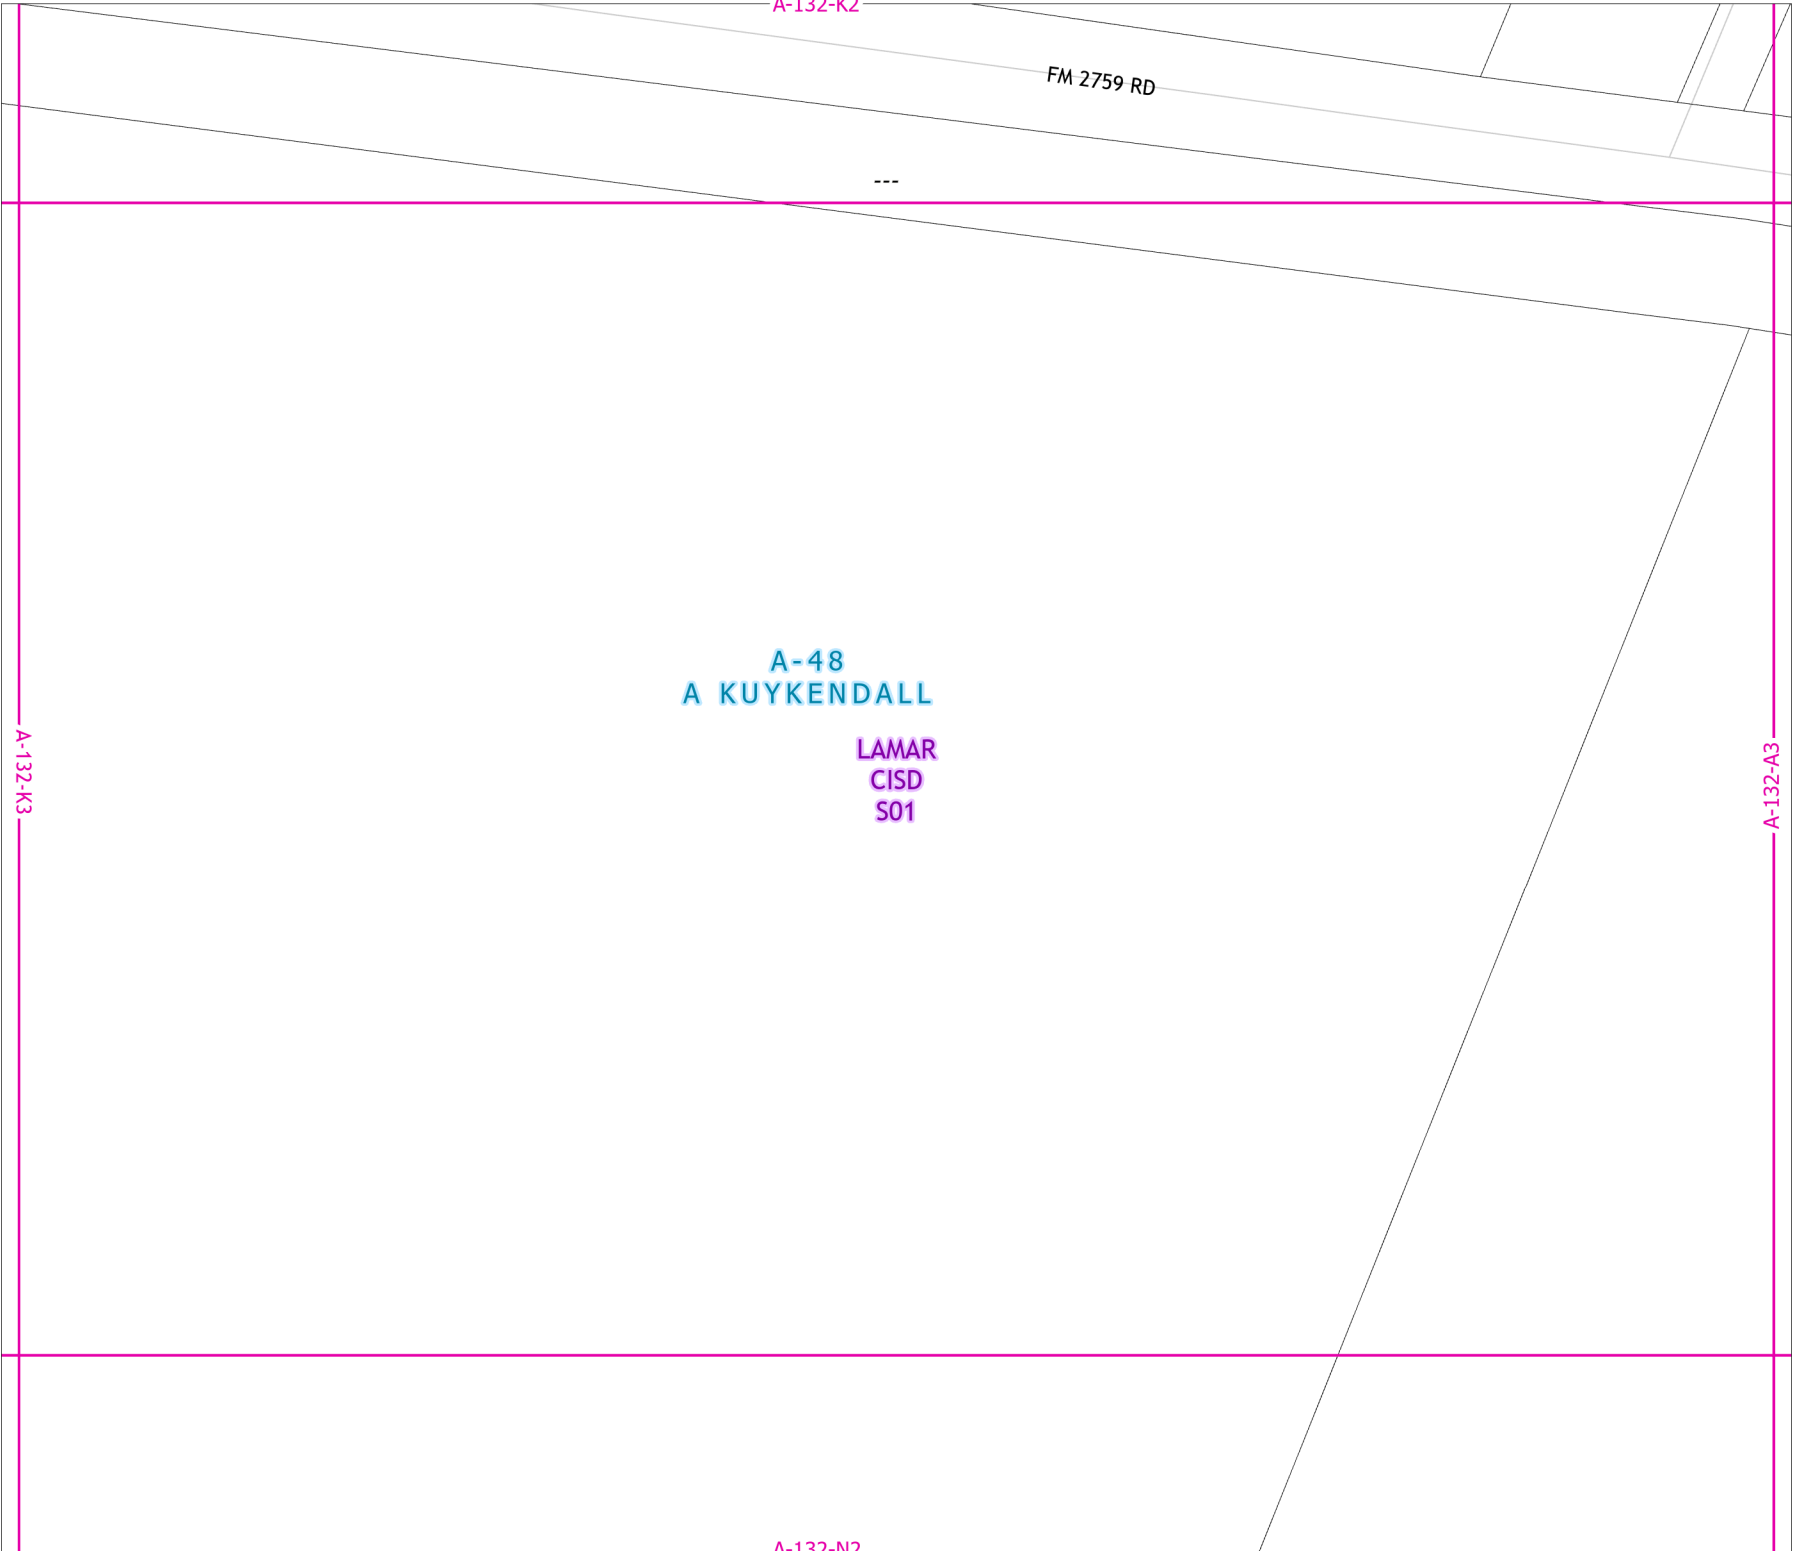 A-132-K2
FM 2759 RD
---
A-48
A KUYKENDALL
LAMAR
CISD
S01
A-132-K3
A-132-A3
A-132-N2